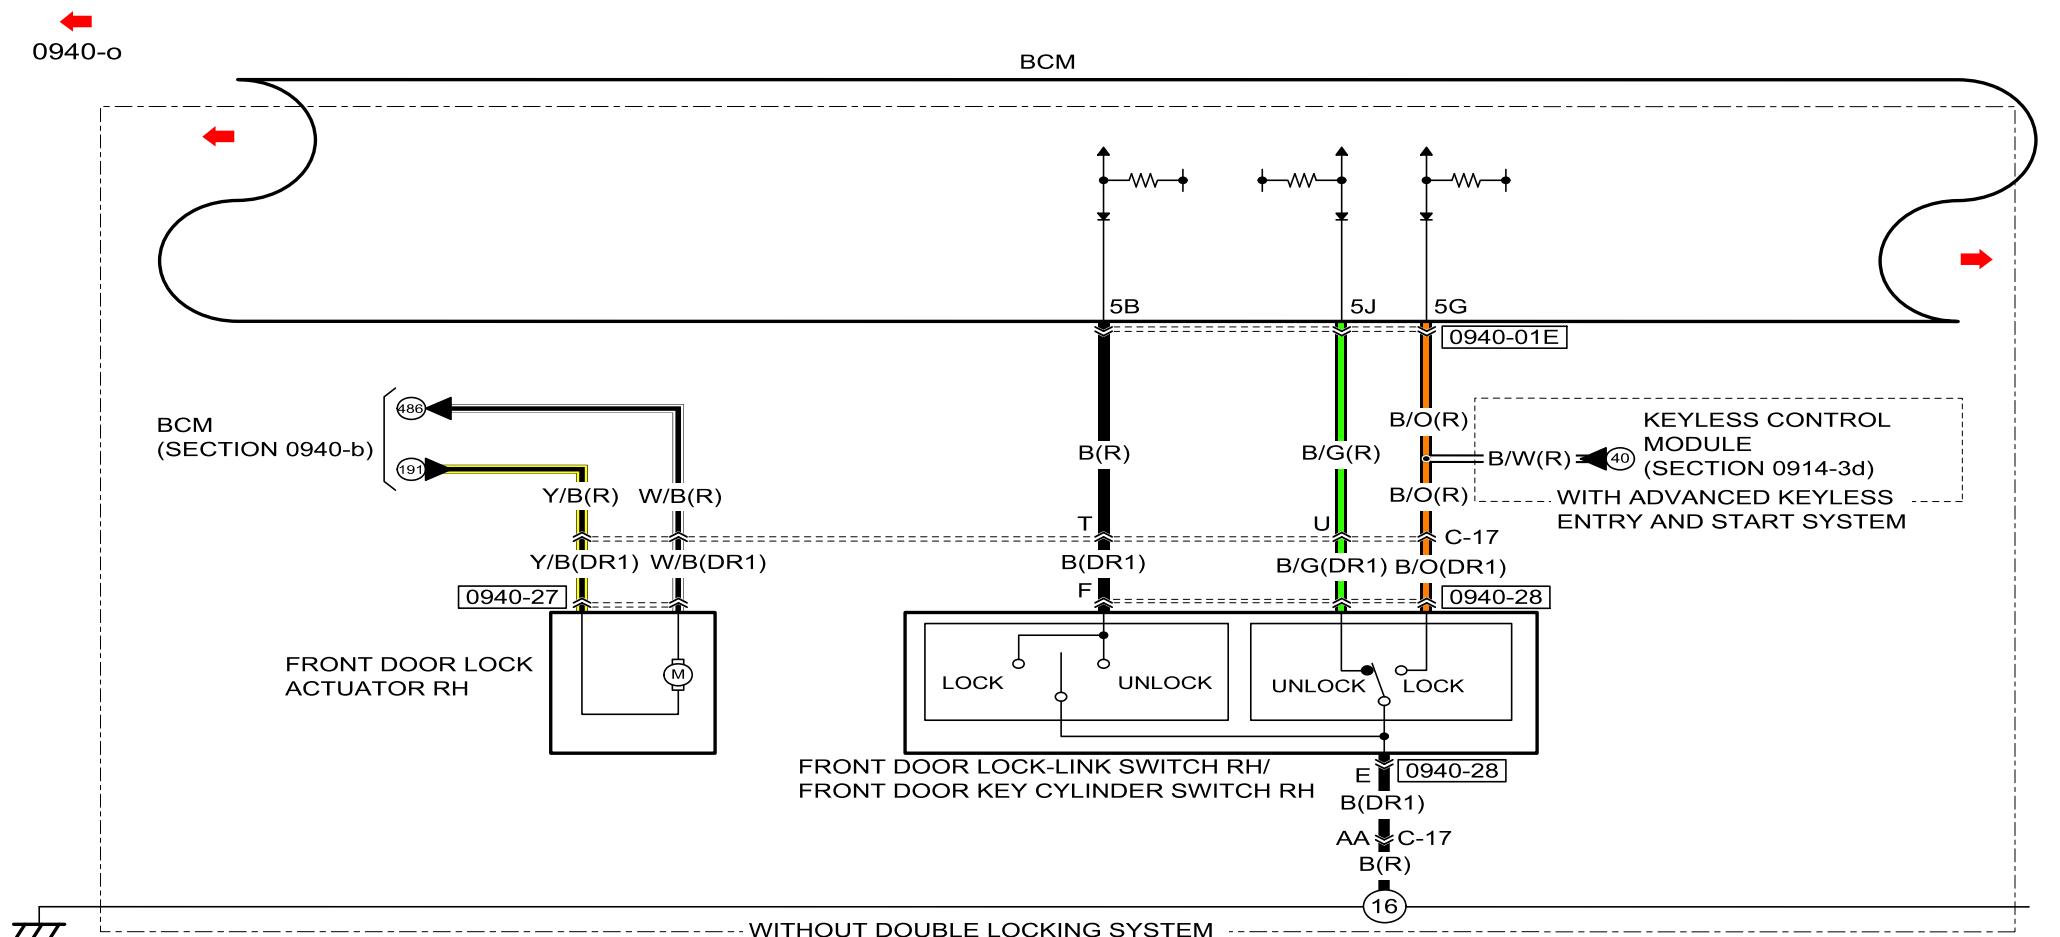 0940-o
BCM
5B
5J
5G
0940-01E
BCM
(SECTION 0940-b)
486
191
Y/B(R)
W/B(R)
B(R)
B/G(R)
B/O(R)
B/W(R)
40
KEYLESS CONTROL
MODULE
(SECTION 0914-3d)
B/O(R)
WITH ADVANCED KEYLESS
ENTRY AND START SYSTEM
T
U
C-17
Y/B(DR1)
W/B(DR1)
B(DR1)
B/G(DR1)
B/O(DR1)
0940-27
F
0940-28
FRONT DOOR LOCK
ACTUATOR RH
M
LOCK
UNLOCK
UNLOCK
LOCK
FRONT DOOR LOCK-LINK SWITCH RH/
FRONT DOOR KEY CYLINDER SWITCH RH
E
0940-28
B(DR1)
AA
C-17
B(R)
16
WITHOUT DOUBLE LOCKING SYSTEM